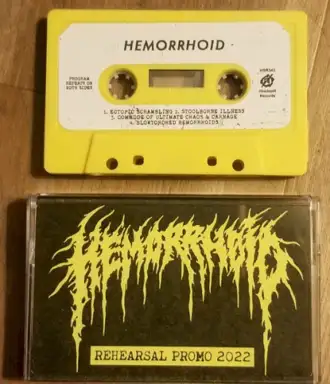 HEMORRHOID
PROGRAM
REPEATS ON
BOTH SIDES
Records
1. ECTOPIC SCRAMBLING 2. STOOLBORNE ILLNESS
3. COMMODE OF ULTIMATE CHAOS & CARNAGE
4. BLOWTORCHED HEMORRHOIDS
HEMORRHOID
REHEARSAL PROMO 2022